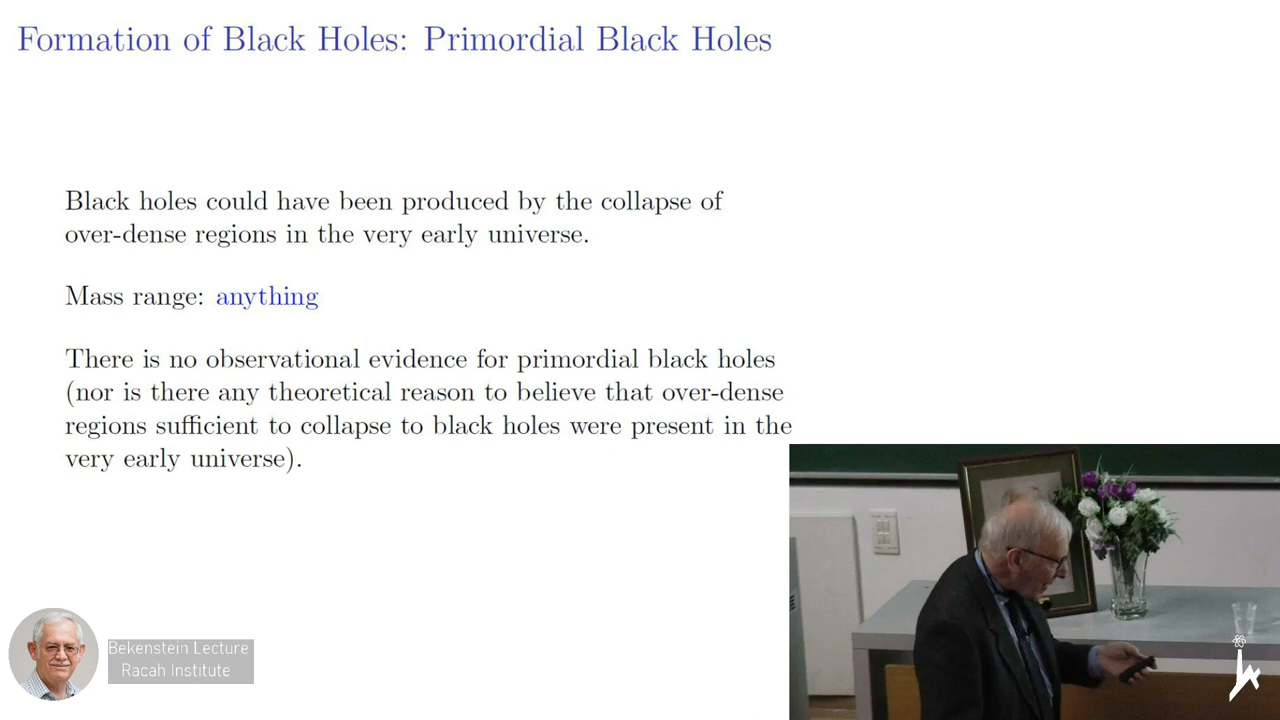 Formation of Black Holes: Primordial Black Holes
Black holes could have been produced by the collapse of
over-dense regions in the very early universe.
Mass range: anything
There is no observational evidence for primordial black holes
(nor is there any theoretical reason to believe that over-dense
regions sufficient to collapse to black holes were present in the
very early universe).
Bekenstein Lecture
Racah Institute